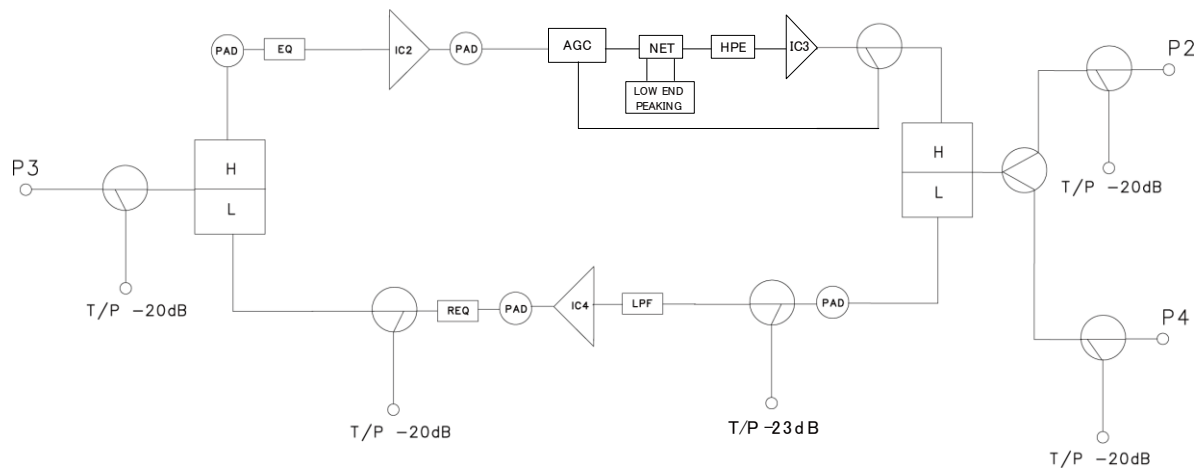 PAD
EQ
IC2
PAD
AGC
NET
HPE
IC3
LOW END
PEAKING
P2
T/P -20dB
H
L
P3
T/P -20dB
H
L
T/P -20dB
REQ
PAD
IC4
LPF
T/P -23dB
PAD
P4
T/P -20dB